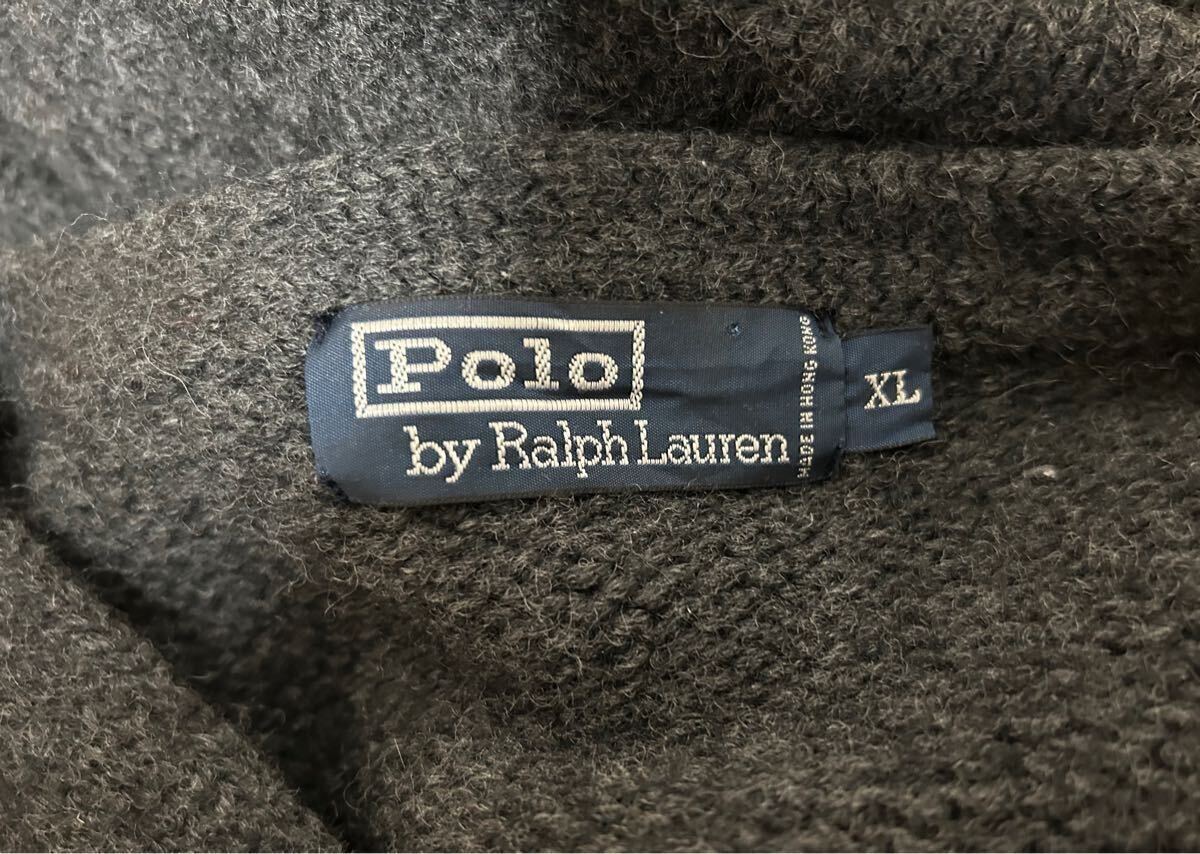 Polo
by Ralph Lauren
MADE IN HONG KONG
XL